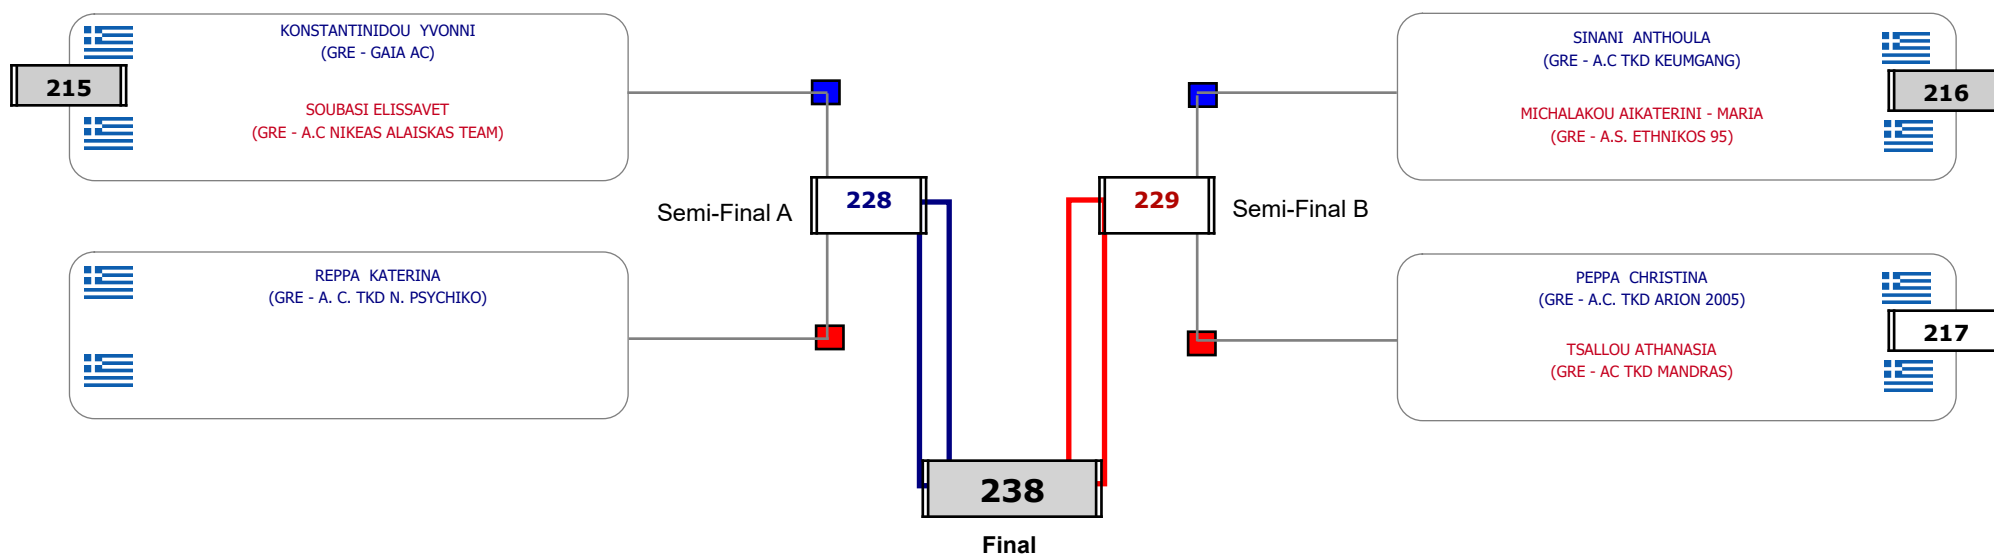 KONSTANTINIDOU YVONNI
(GRE - GAIA AC)
215
SOUBASI ELISSAVET
(GRE - A.C NIKEAS ALAISKAS TEAM)
SINANI ANTHOULA
(GRE - A.C TKD KEUMGANG)
216
MICHALAKOU AIKATERINI - MARIA
(GRE - A.S. ETHNIKOS 95)
Semi-Final A
228
229
Semi-Final B
REPPA KATERINA
(GRE - A. C. TKD N. PSYCHIKO)
PEPPA CHRISTINA
(GRE - A.C. TKD ARION 2005)
217
TSALLOU ATHANASIA
(GRE - AC TKD MANDRAS)
238
Final